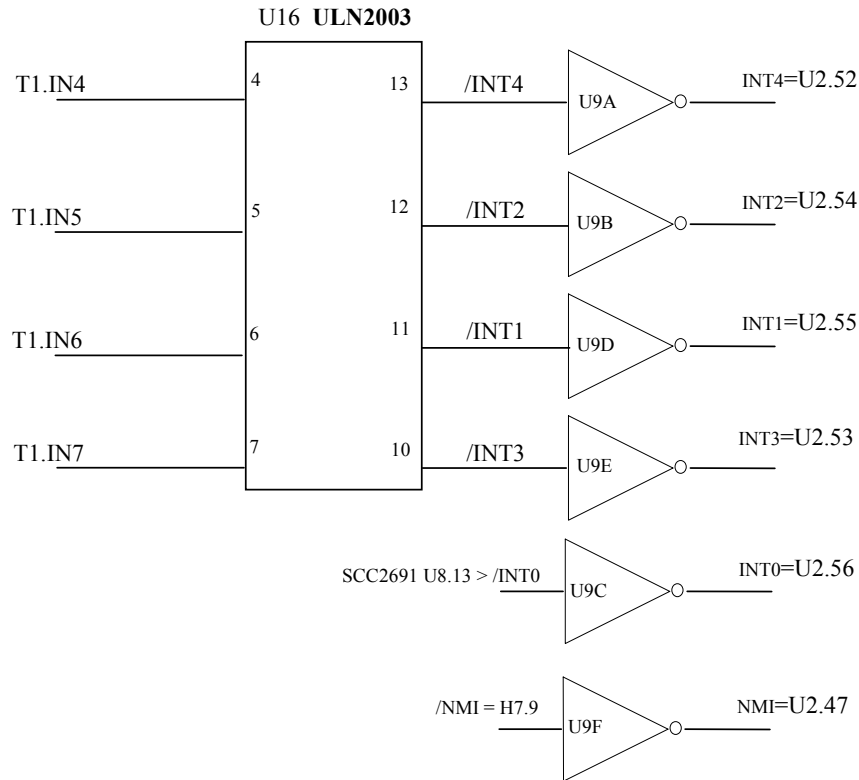 U16 ULN2003
T1.IN4 4 13 /INT4 U9A INT4=U2.52
T1.IN5 5 12 /INT2 U9B INT2=U2.54
T1.IN6 6 11 /INT1 U9D INT1=U2.55
T1.IN7 7 10 /INT3 U9E INT3=U2.53
SCC2691 U8.13 > /INT0 U9C INT0=U2.56
/NMI = H7.9 U9F NMI=U2.47